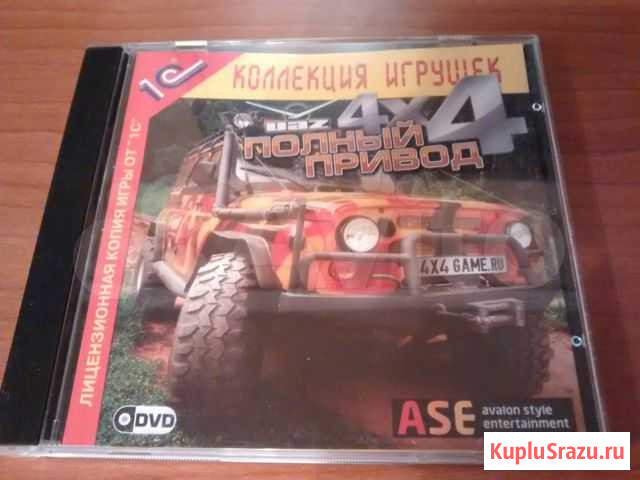 1С
КОЛЛЕКЦИЯ ИГРУШЕК
ЛИЦЕНЗИОННАЯ КОПИЯ ИГРЫ ОТ "1С"
UAZ 4X4
ПОЛНЫЙ
ПРИВОД
4X4 GAME.RU
DVD
ASE avalon style
entertainment
KupluSrazu.ru